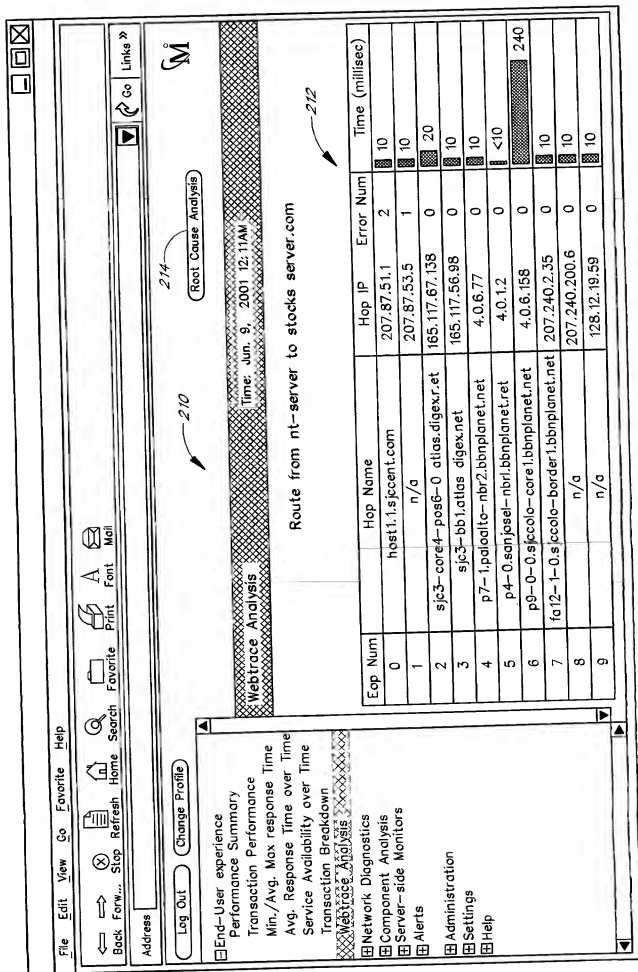 File Edit View Go Favorite Help
Back Forw... Stop Refresh Home Search Favorite Print Font Mail
Address Go Links »
Log Out Change Profile
210
214
Root Cause Analysis
M
End-User experience
Performance Summary
Transaction Performance
Min./Avg. Max response Time
Avg. Response Time over Time
Service Availability over Time
Transaction Breakdown
Webtrace Analysis
Network Diagnostics
Component Analysis
Server-side Monitors
Alerts
Administration
Settings
Help
Webtrace Analysis Time: Jun. 9, 2001 12:11AM
Route from nt-server to stocks server.com
212
Eop Num Hop Name Hop IP Error Num Time (millisec)
0 host1.1.sjccent.com 207.87.51.1 2 10
1 n/a 207.87.53.5 1 10
2 sjc3-core4-pos6-0 atlas.digex.r.et 165.117.67.138 0 20
3 sjc3-bb1.atlas digex.net 165.117.56.98 0 10
4 p7-1.paloalto-nbr2.bbnplanet.net 4.0.6.77 0 10
5 p4-0.sanjose1-nbr1.bbnplanet.ret 4.0.1.2 0 <10
6 p9-0-0.sjccolo-core1.bbnplanet.net 4.0.6.158 0 240
7 fa12-1-0.sjccolo-border1.bbnplanet.net 207.240.2.35 0 10
8 n/a 207.240.200.6 0 10
9 n/a 128.12.19.59 0 10